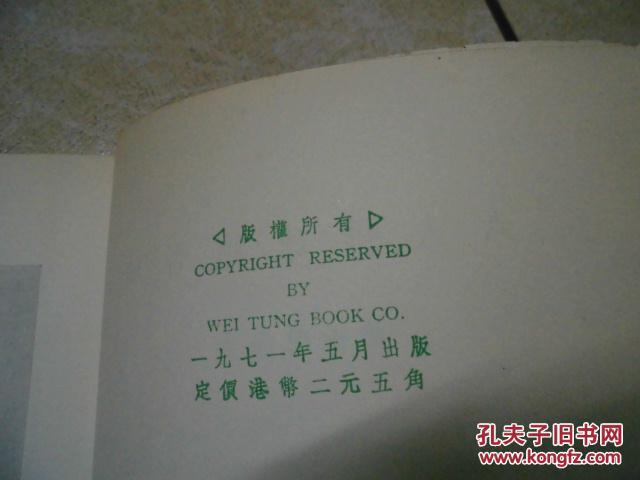 ◁版權所有▷
COPYRIGHT RESERVED
BY
WEI TUNG BOOK CO.
一九七一年五月出版
定價港幣二元五角
孔夫子旧书网
www.kongfz.com